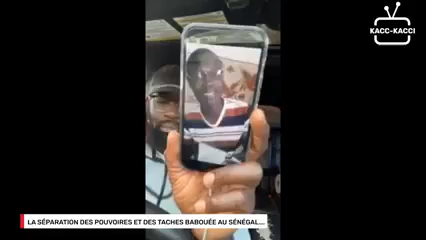 KACC-KACCI
LA SÉPARATION DES POUVOIRES ET DES TACHES BABOUÉE AU SÉNÉGAL...